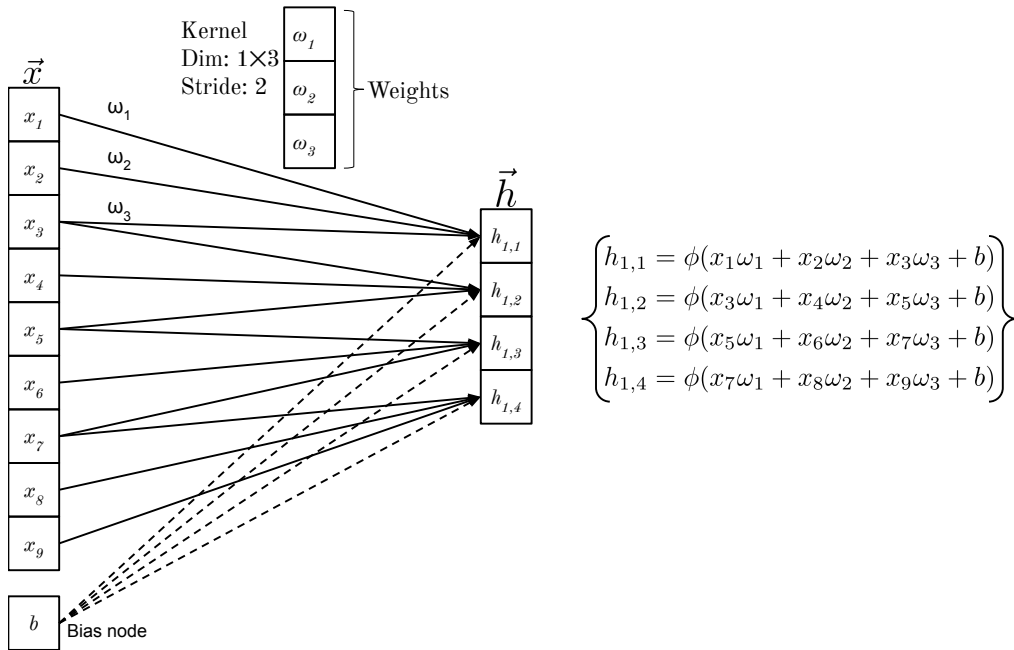 Kernel
Dim: 1×3
Stride: 2
ω₁
ω₂
ω₃
Weights
x⃗
x₁
x₂
x₃
x₄
x₅
x₆
x₇
x₈
x₉
b
Bias node
ω₁
ω₂
ω₃
h⃗
h₁,₁
h₁,₂
h₁,₃
h₁,₄
h₁,₁ = ϕ(x₁ω₁ + x₂ω₂ + x₃ω₃ + b)
h₁,₂ = ϕ(x₃ω₁ + x₄ω₂ + x₅ω₃ + b)
h₁,₃ = ϕ(x₅ω₁ + x₆ω₂ + x₇ω₃ + b)
h₁,₄ = ϕ(x₇ω₁ + x₈ω₂ + x₉ω₃ + b)